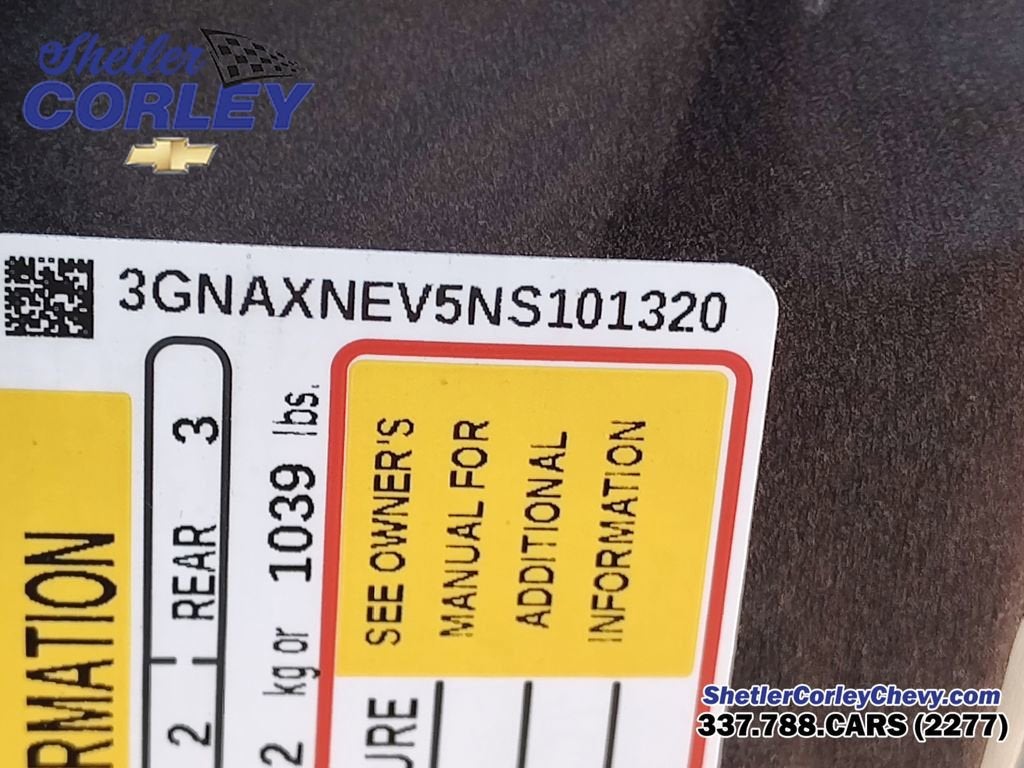 Shetler
CORLEY
3GNAXNEV5NS101320
RMATION
2 REAR 3
2 kg or 1039 lbs.
SEE OWNER'S
MANUAL FOR
ADDITIONAL
INFORMATION
URE
ShetlerCorleyChevy.com
337.788.CARS (2277)